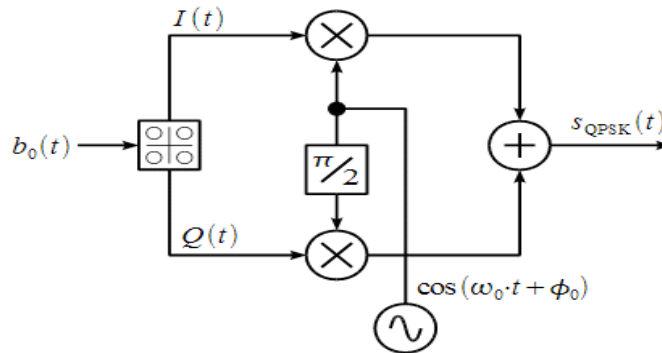 I(t)
b₀(t)
π/2
s_QPSK(t)
Q(t)
cos(ω₀·t+ϕ₀)